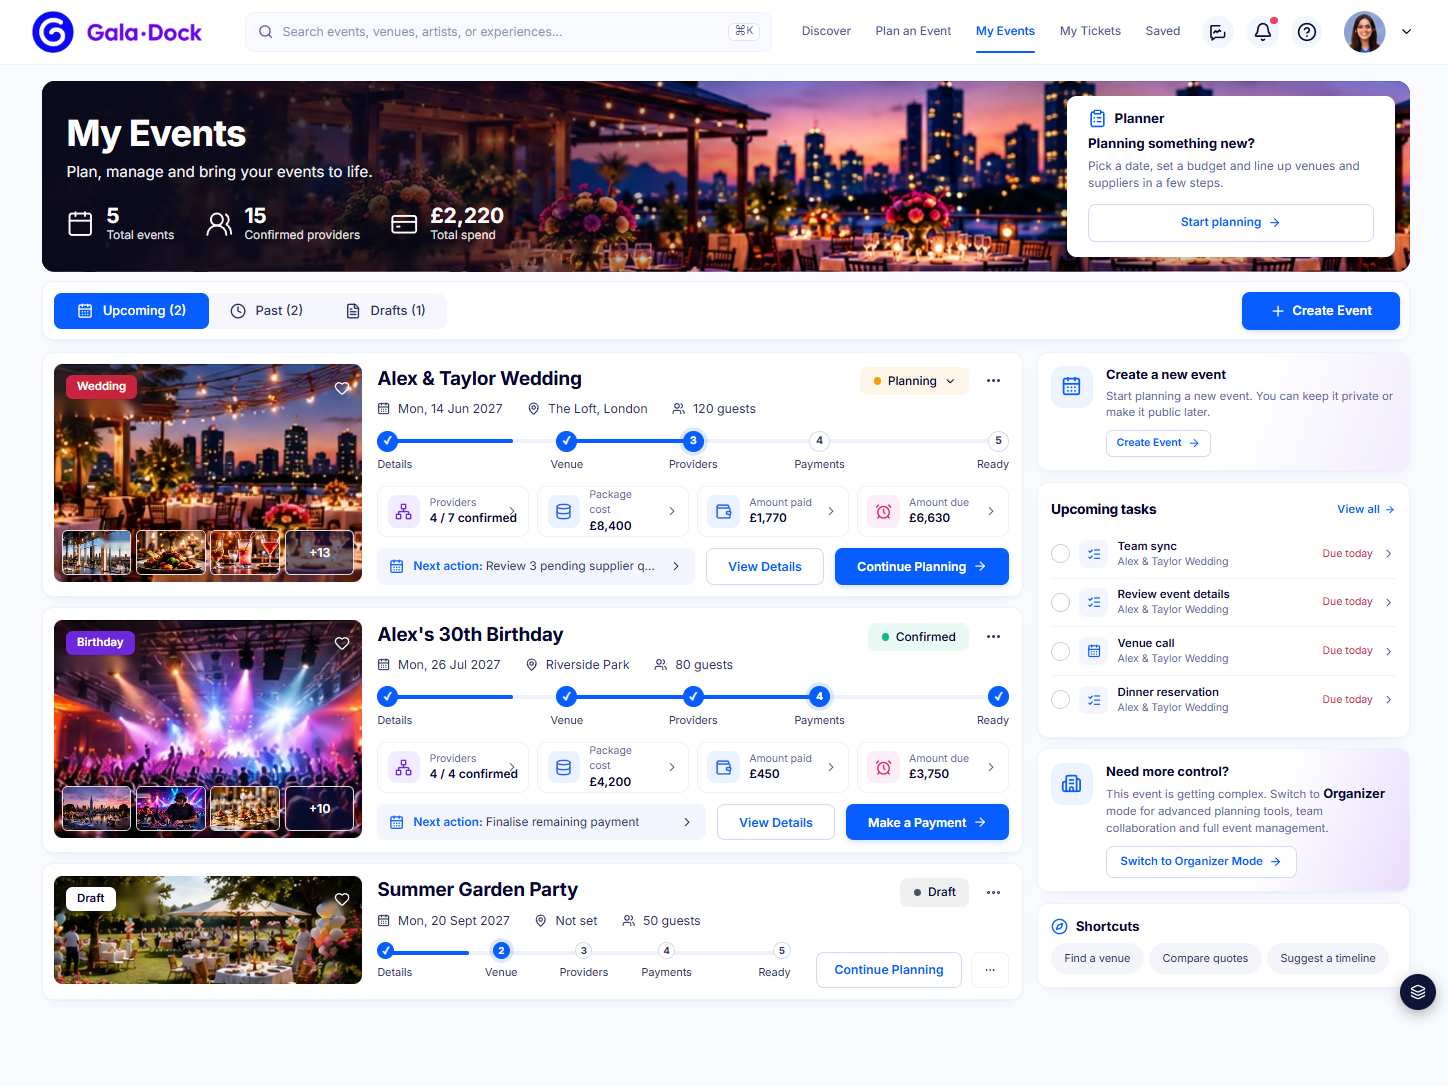 Gala·Dock
Search events, venues, artists, or experiences...
⌘K
Discover
Plan an Event
My Events
My Tickets
Saved
My Events
Plan, manage and bring your events to life.
5
Total events
15
Confirmed providers
£2,220
Total spend
Planner
Planning something new?
Pick a date, set a budget and line up venues and
suppliers in a few steps.
Start planning →
Upcoming (2)
Past (2)
Drafts (1)
+ Create Event
Wedding
+13
Alex & Taylor Wedding
Planning
...
Mon, 14 Jun 2027
The Loft, London
120 guests
3
4
5
Details
Venue
Providers
Payments
Ready
Providers
4 / 7 confirmed
Package
cost
£8,400
Amount paid
£1,770
Amount due
£6,630
Next action: Review 3 pending supplier q...
View Details
Continue Planning →
Birthday
+10
Alex's 30th Birthday
Confirmed
...
Mon, 26 Jul 2027
Riverside Park
80 guests
4
Details
Venue
Providers
Payments
Ready
Providers
4 / 4 confirmed
Package
cost
£4,200
Amount paid
£450
Amount due
£3,750
Next action: Finalise remaining payment
View Details
Make a Payment →
Draft
Summer Garden Party
Draft
...
Mon, 20 Sept 2027
Not set
50 guests
2
3
4
5
Details
Venue
Providers
Payments
Ready
Continue Planning
...
Create a new event
Start planning a new event. You can keep it private or
make it public later.
Create Event →
Upcoming tasks
View all →
Team sync
Alex & Taylor Wedding
Due today
Review event details
Alex & Taylor Wedding
Due today
Venue call
Alex & Taylor Wedding
Due today
Dinner reservation
Alex & Taylor Wedding
Due today
Need more control?
This event is getting complex. Switch to Organizer
mode for advanced planning tools, team
collaboration and full event management.
Switch to Organizer Mode →
Shortcuts
Find a venue
Compare quotes
Suggest a timeline